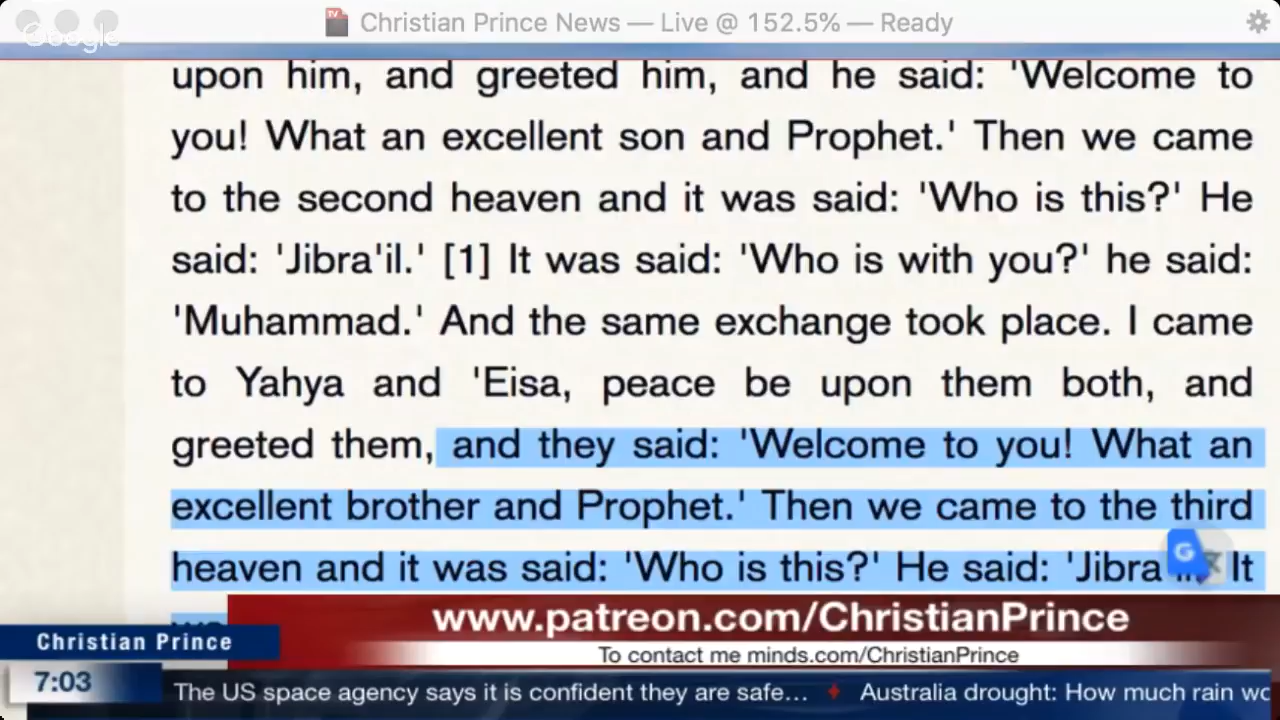 Christian Prince News — Live @ 152.5% — Ready
Google
upon him, and greeted him, and he said: 'Welcome to
you! What an excellent son and Prophet.' Then we came
to the second heaven and it was said: 'Who is this?' He
said: 'Jibra'il.' [1] It was said: 'Who is with you?' he said:
'Muhammad.' And the same exchange took place. I came
to Yahya and 'Eisa, peace be upon them both, and
greeted them, and they said: 'Welcome to you! What an
excellent brother and Prophet.' Then we came to the third
heaven and it was said: 'Who is this?' He said: It
www.patreon.com/ChristianPrince
To contact me minds.com/ChristianPrince
Christian Prince
7:03
The US space agency says it is confident they are safe... Australia drought: How much rain